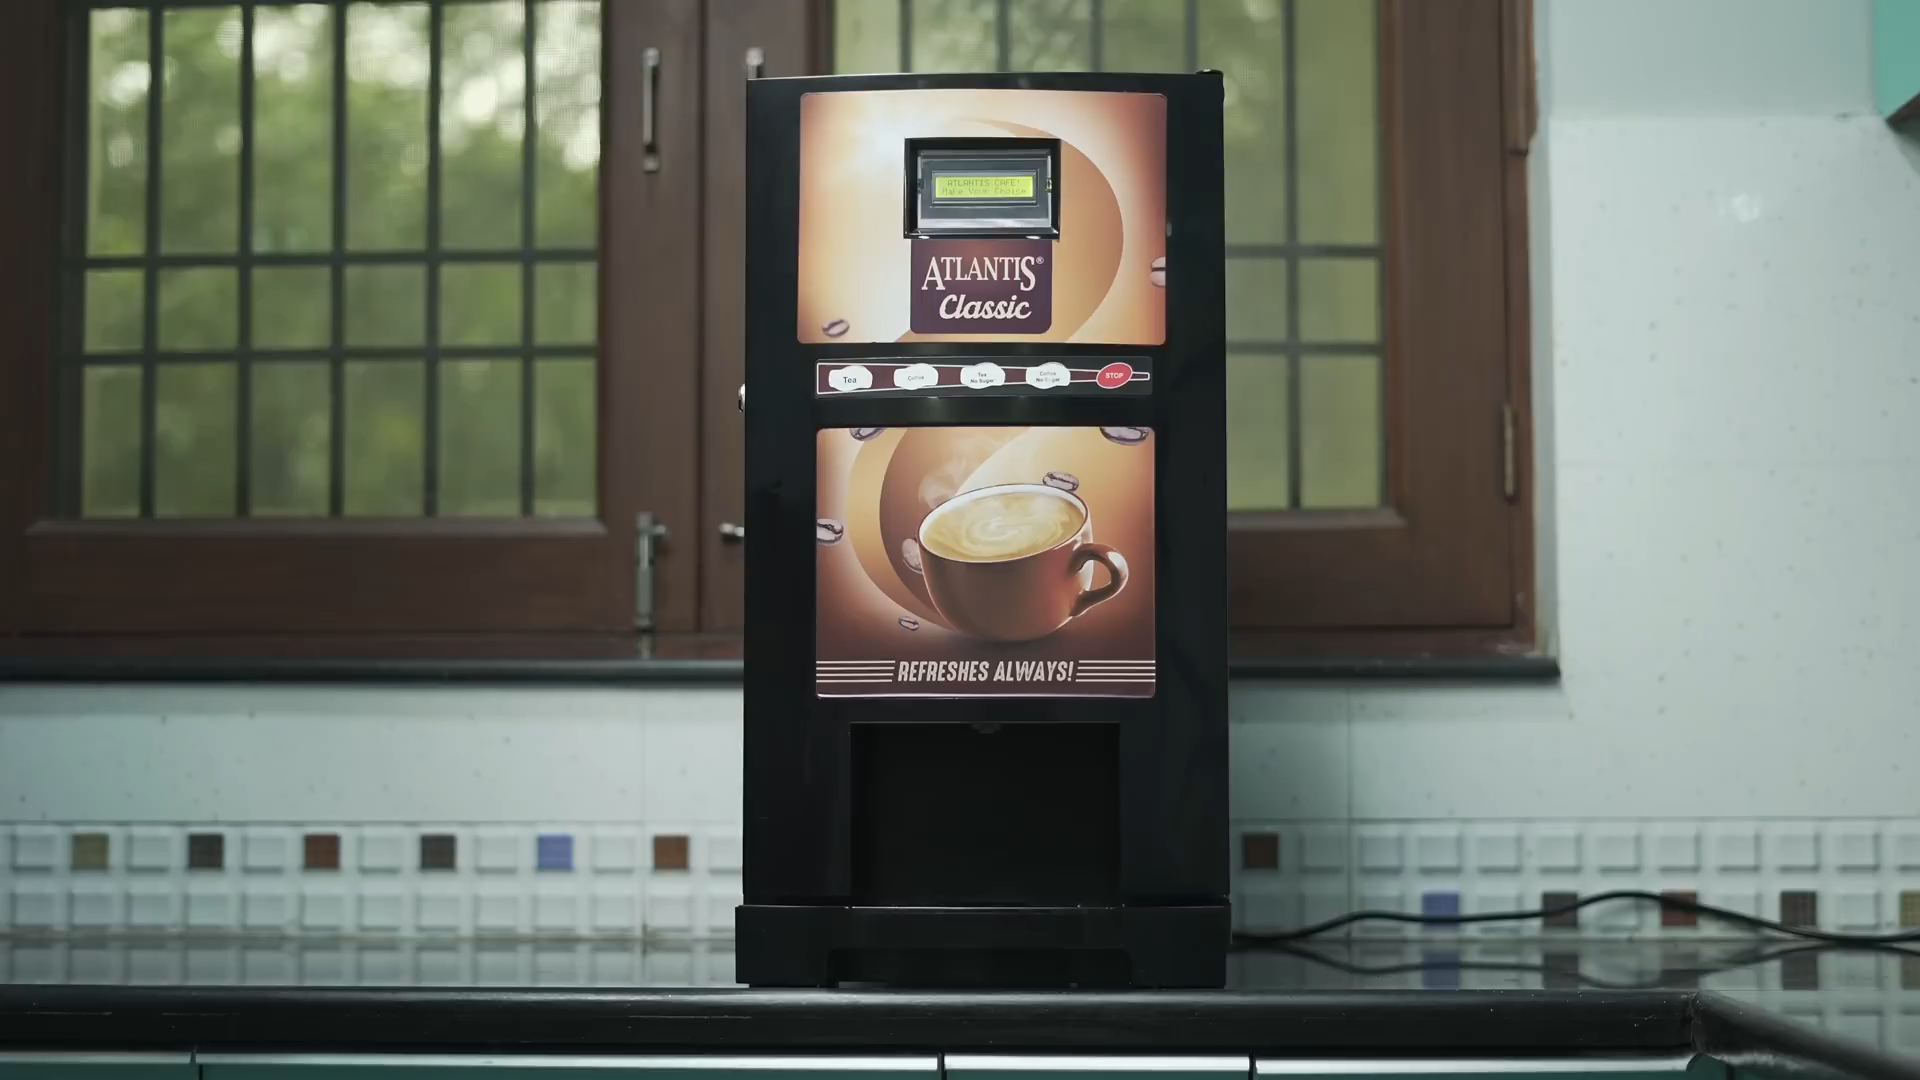 ATLANTIS CAFE!
Make Your Choice
ATLANTIS®
Classic
Tea
Coffee
Tea
No Sugar
Coffee
No Sugar
STOP
REFRESHES ALWAYS!